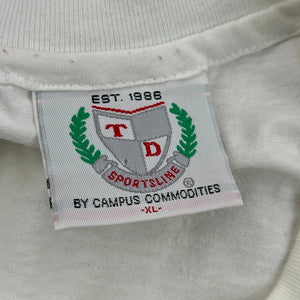 EST. 1986
T D
SPORTSLINE ®
BY CAMPUS COMMODITIES
-XL-